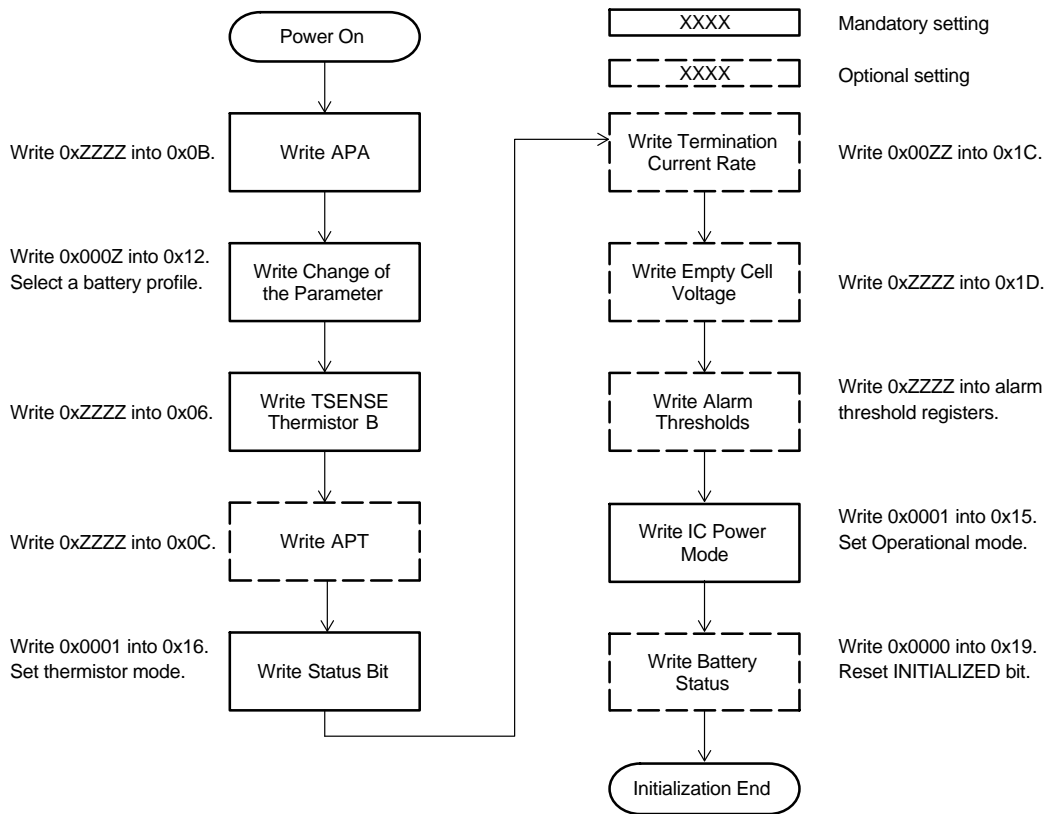 Power On
Write 0xZZZZ into 0x0B.
Write APA
Write 0x000Z into 0x12.
Select a battery profile.
Write Change of
the Parameter
Write 0xZZZZ into 0x06.
Write TSENSE
Thermistor B
Write 0xZZZZ into 0x0C.
Write APT
Write 0x0001 into 0x16.
Set thermistor mode.
Write Status Bit
XXXX
Mandatory setting
XXXX
Optional setting
Write Termination
Current Rate
Write 0x00ZZ into 0x1C.
Write Empty Cell
Voltage
Write 0xZZZZ into 0x1D.
Write Alarm
Thresholds
Write 0xZZZZ into alarm
threshold registers.
Write IC Power
Mode
Write 0x0001 into 0x15.
Set Operational mode.
Write Battery
Status
Write 0x0000 into 0x19.
Reset INITIALIZED bit.
Initialization End